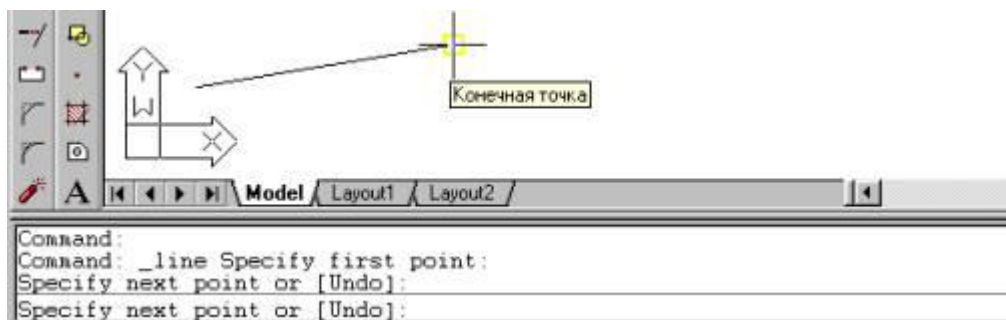 Y
W
X
Конечная точка
A
Model Layout1 Layout2
Command:
Command: _line Specify first point:
Specify next point or [Undo]:
Specify next point or [Undo]: